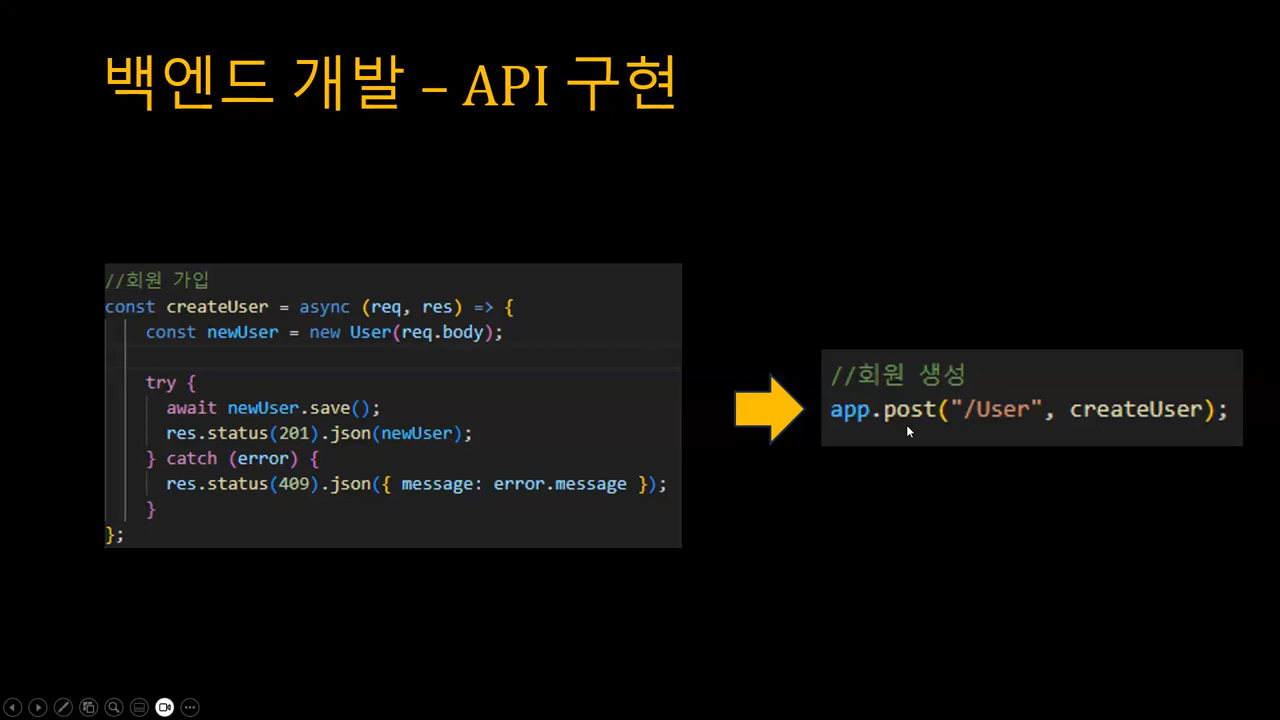 백엔드 개발 – API 구현
//회원 가입
const createUser = async (req, res) => {
const newUser = new User(req.body);
try {
await newUser.save();
res.status(201).json(newUser);
} catch (error) {
res.status(409).json({ message: error.message });
}
};
//회원 생성
app.post("/User", createUser);